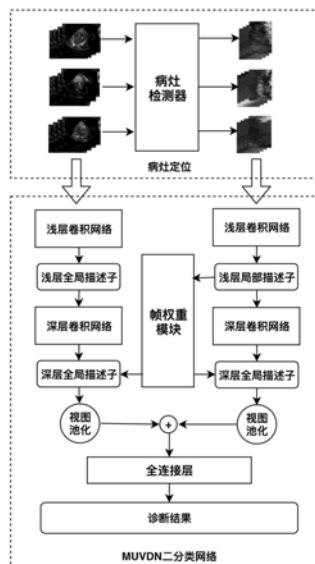 病灶
检测器
病灶定位
浅层卷积网络
浅层全局描述子
深层卷积网络
深层全局描述子
视图
池化
帧权重
模块
浅层卷积网络
浅层局部描述子
深层卷积网络
深层全局描述子
视图
池化
+
全连接层
诊断结果
MUVDN二分类网络